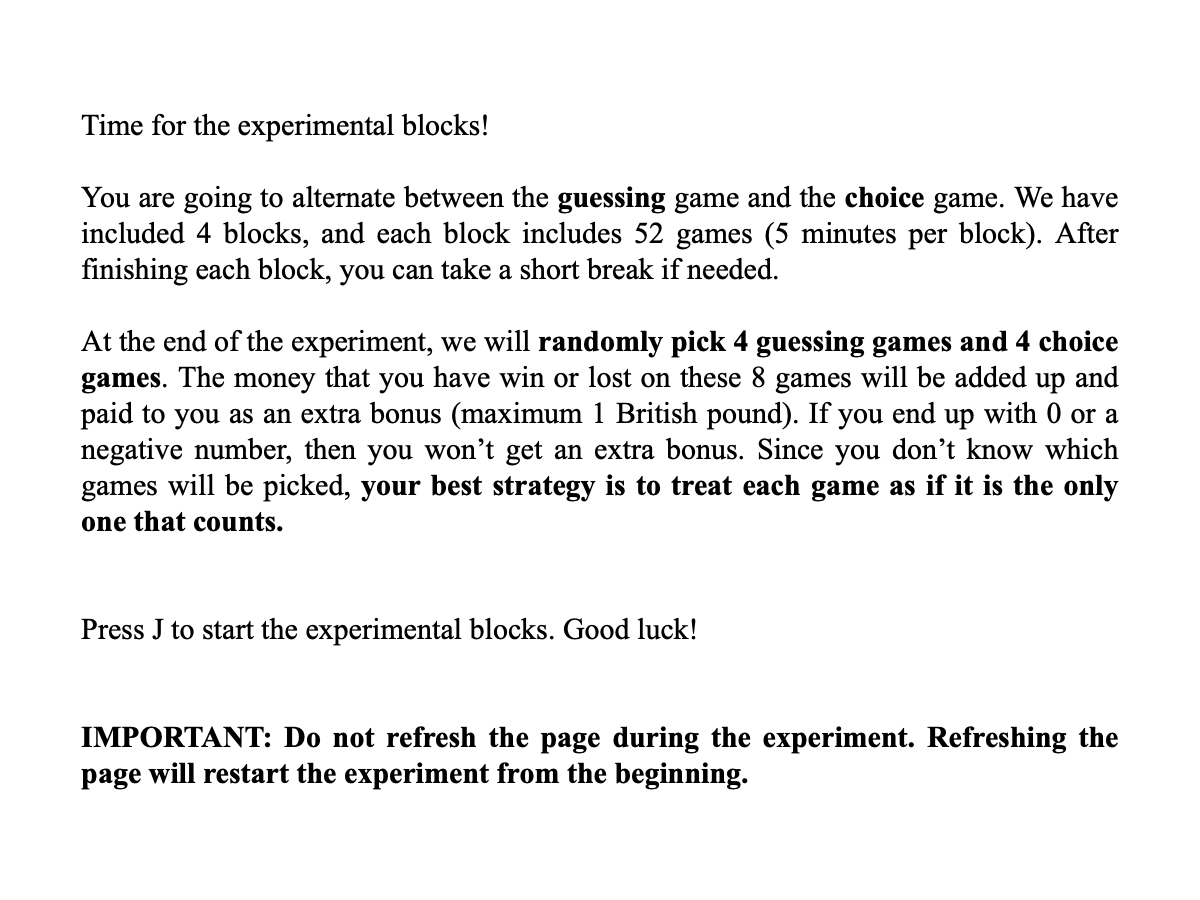 Time for the experimental blocks!
You are going to alternate between the guessing game and the choice game. We have
included 4 blocks, and each block includes 52 games (5 minutes per block). After
finishing each block, you can take a short break if needed.
At the end of the experiment, we will randomly pick 4 guessing games and 4 choice
games. The money that you have win or lost on these 8 games will be added up and
paid to you as an extra bonus (maximum 1 British pound). If you end up with 0 or a
negative number, then you won’t get an extra bonus. Since you don’t know which
games will be picked, your best strategy is to treat each game as if it is the only
one that counts.
Press J to start the experimental blocks. Good luck!
IMPORTANT: Do not refresh the page during the experiment. Refreshing the
page will restart the experiment from the beginning.